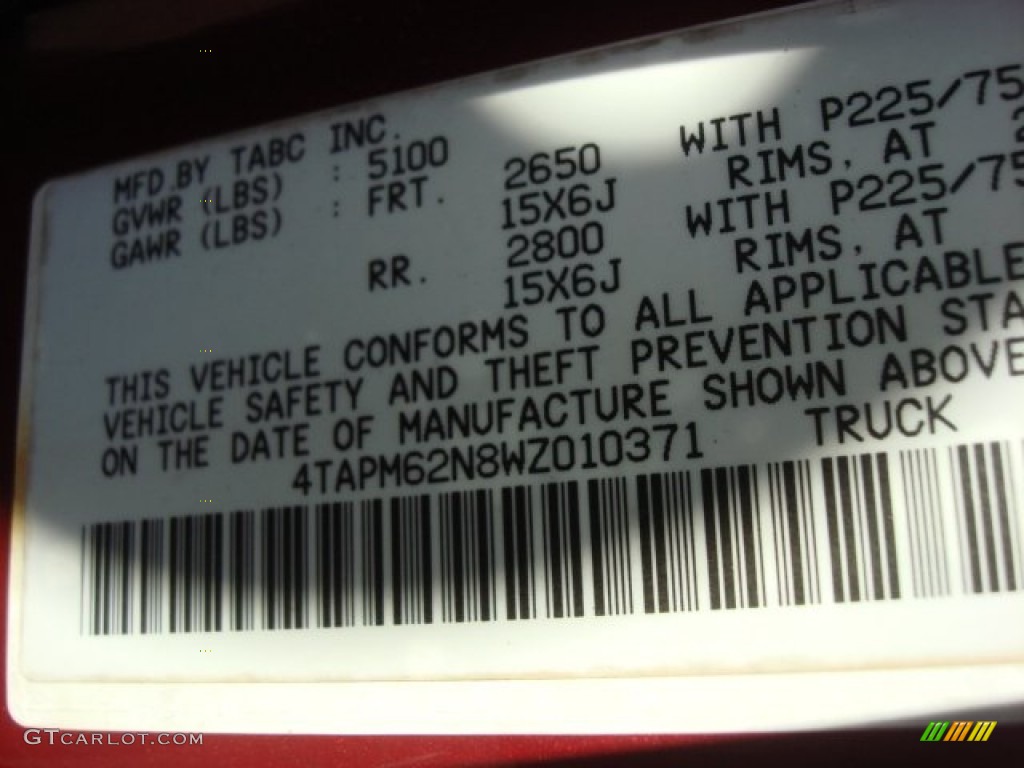 MFD.BY TABC INC.
GVWR (LBS) : 5100
GAWR (LBS) : FRT. 2650 WITH P225/75
15X6J RIMS, AT
RR. 2800 WITH P225/75
15X6J RIMS, AT
THIS VEHICLE CONFORMS TO ALL APPLICABLE
VEHICLE SAFETY AND THEFT PREVENTION STA
ON THE DATE OF MANUFACTURE SHOWN ABOVE
4TAPM62N8WZ010371 TRUCK
GTCARLOT.COM